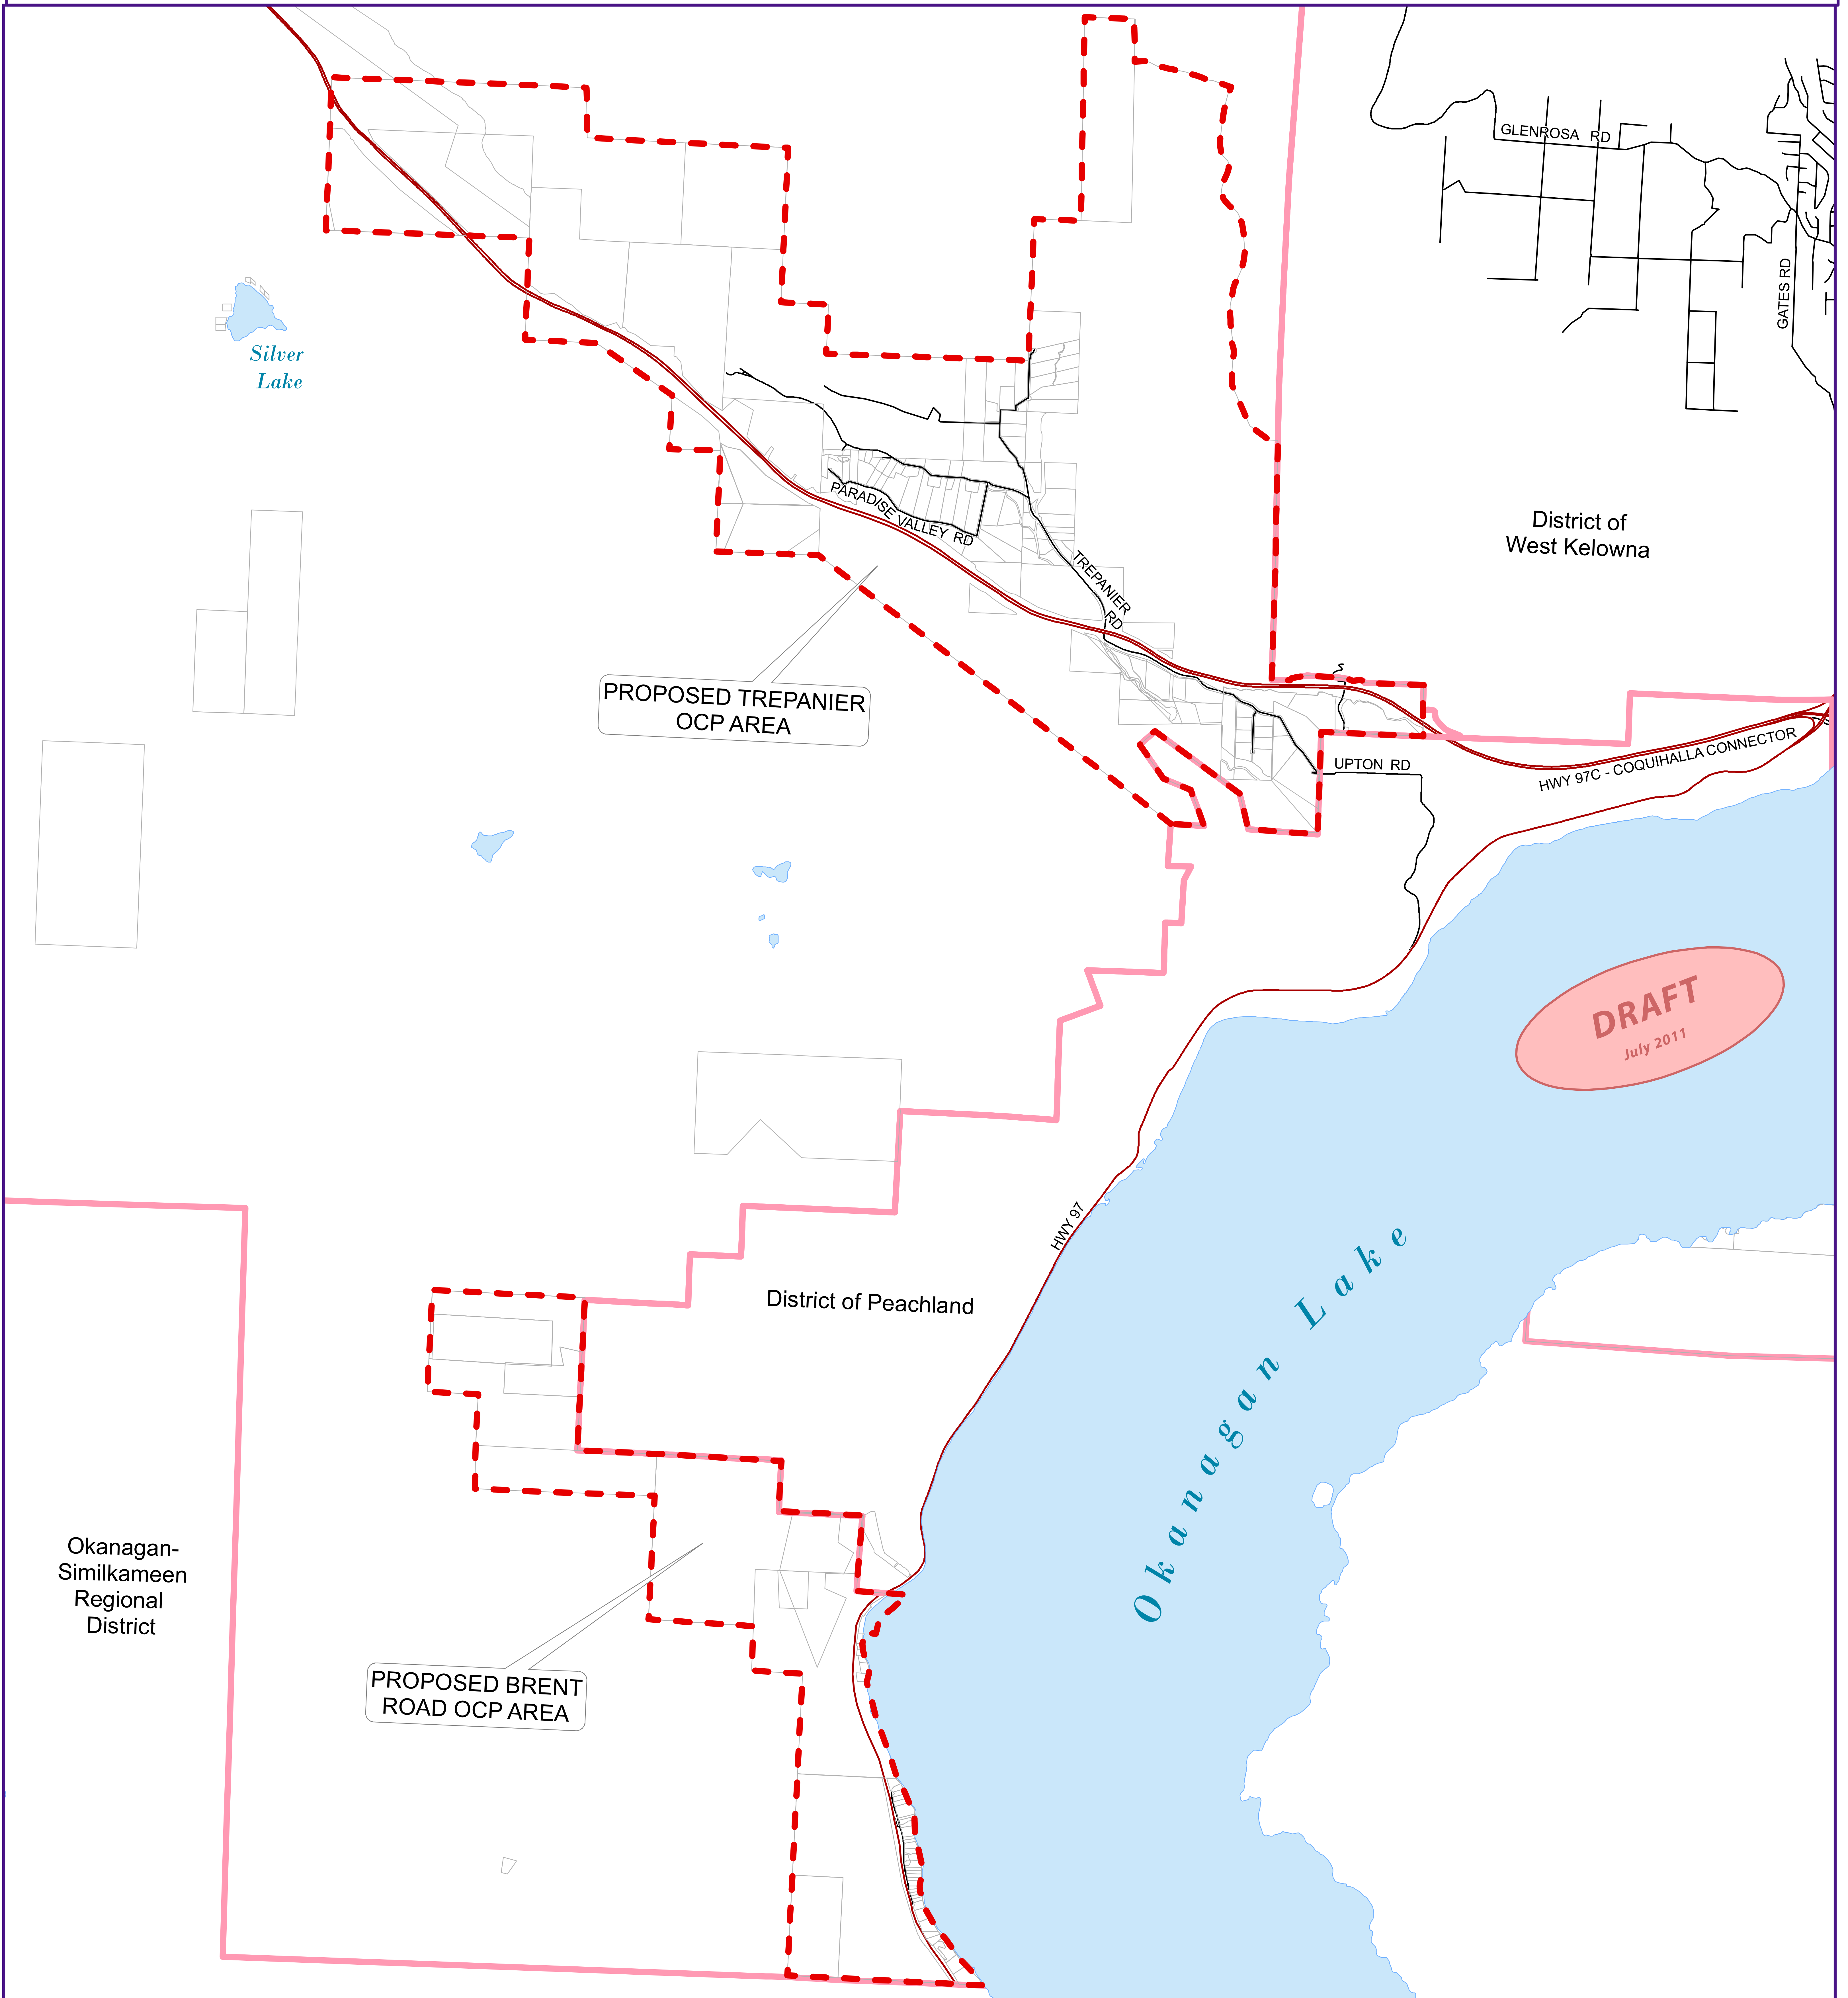 GLENROSA RD
GATES RD
Silver
Lake
PARADISE VALLEY RD
TREPANIER
RD
District of
West Kelowna
PROPOSED TREPANIER
OCP AREA
UPTON RD
HWY 97C - COQUIHALLA CONNECTOR
DRAFT
July 2011
HWY 97
Okanagan Lake
District of Peachland
Okanagan-
Similkameen
Regional
District
PROPOSED BRENT
ROAD OCP AREA